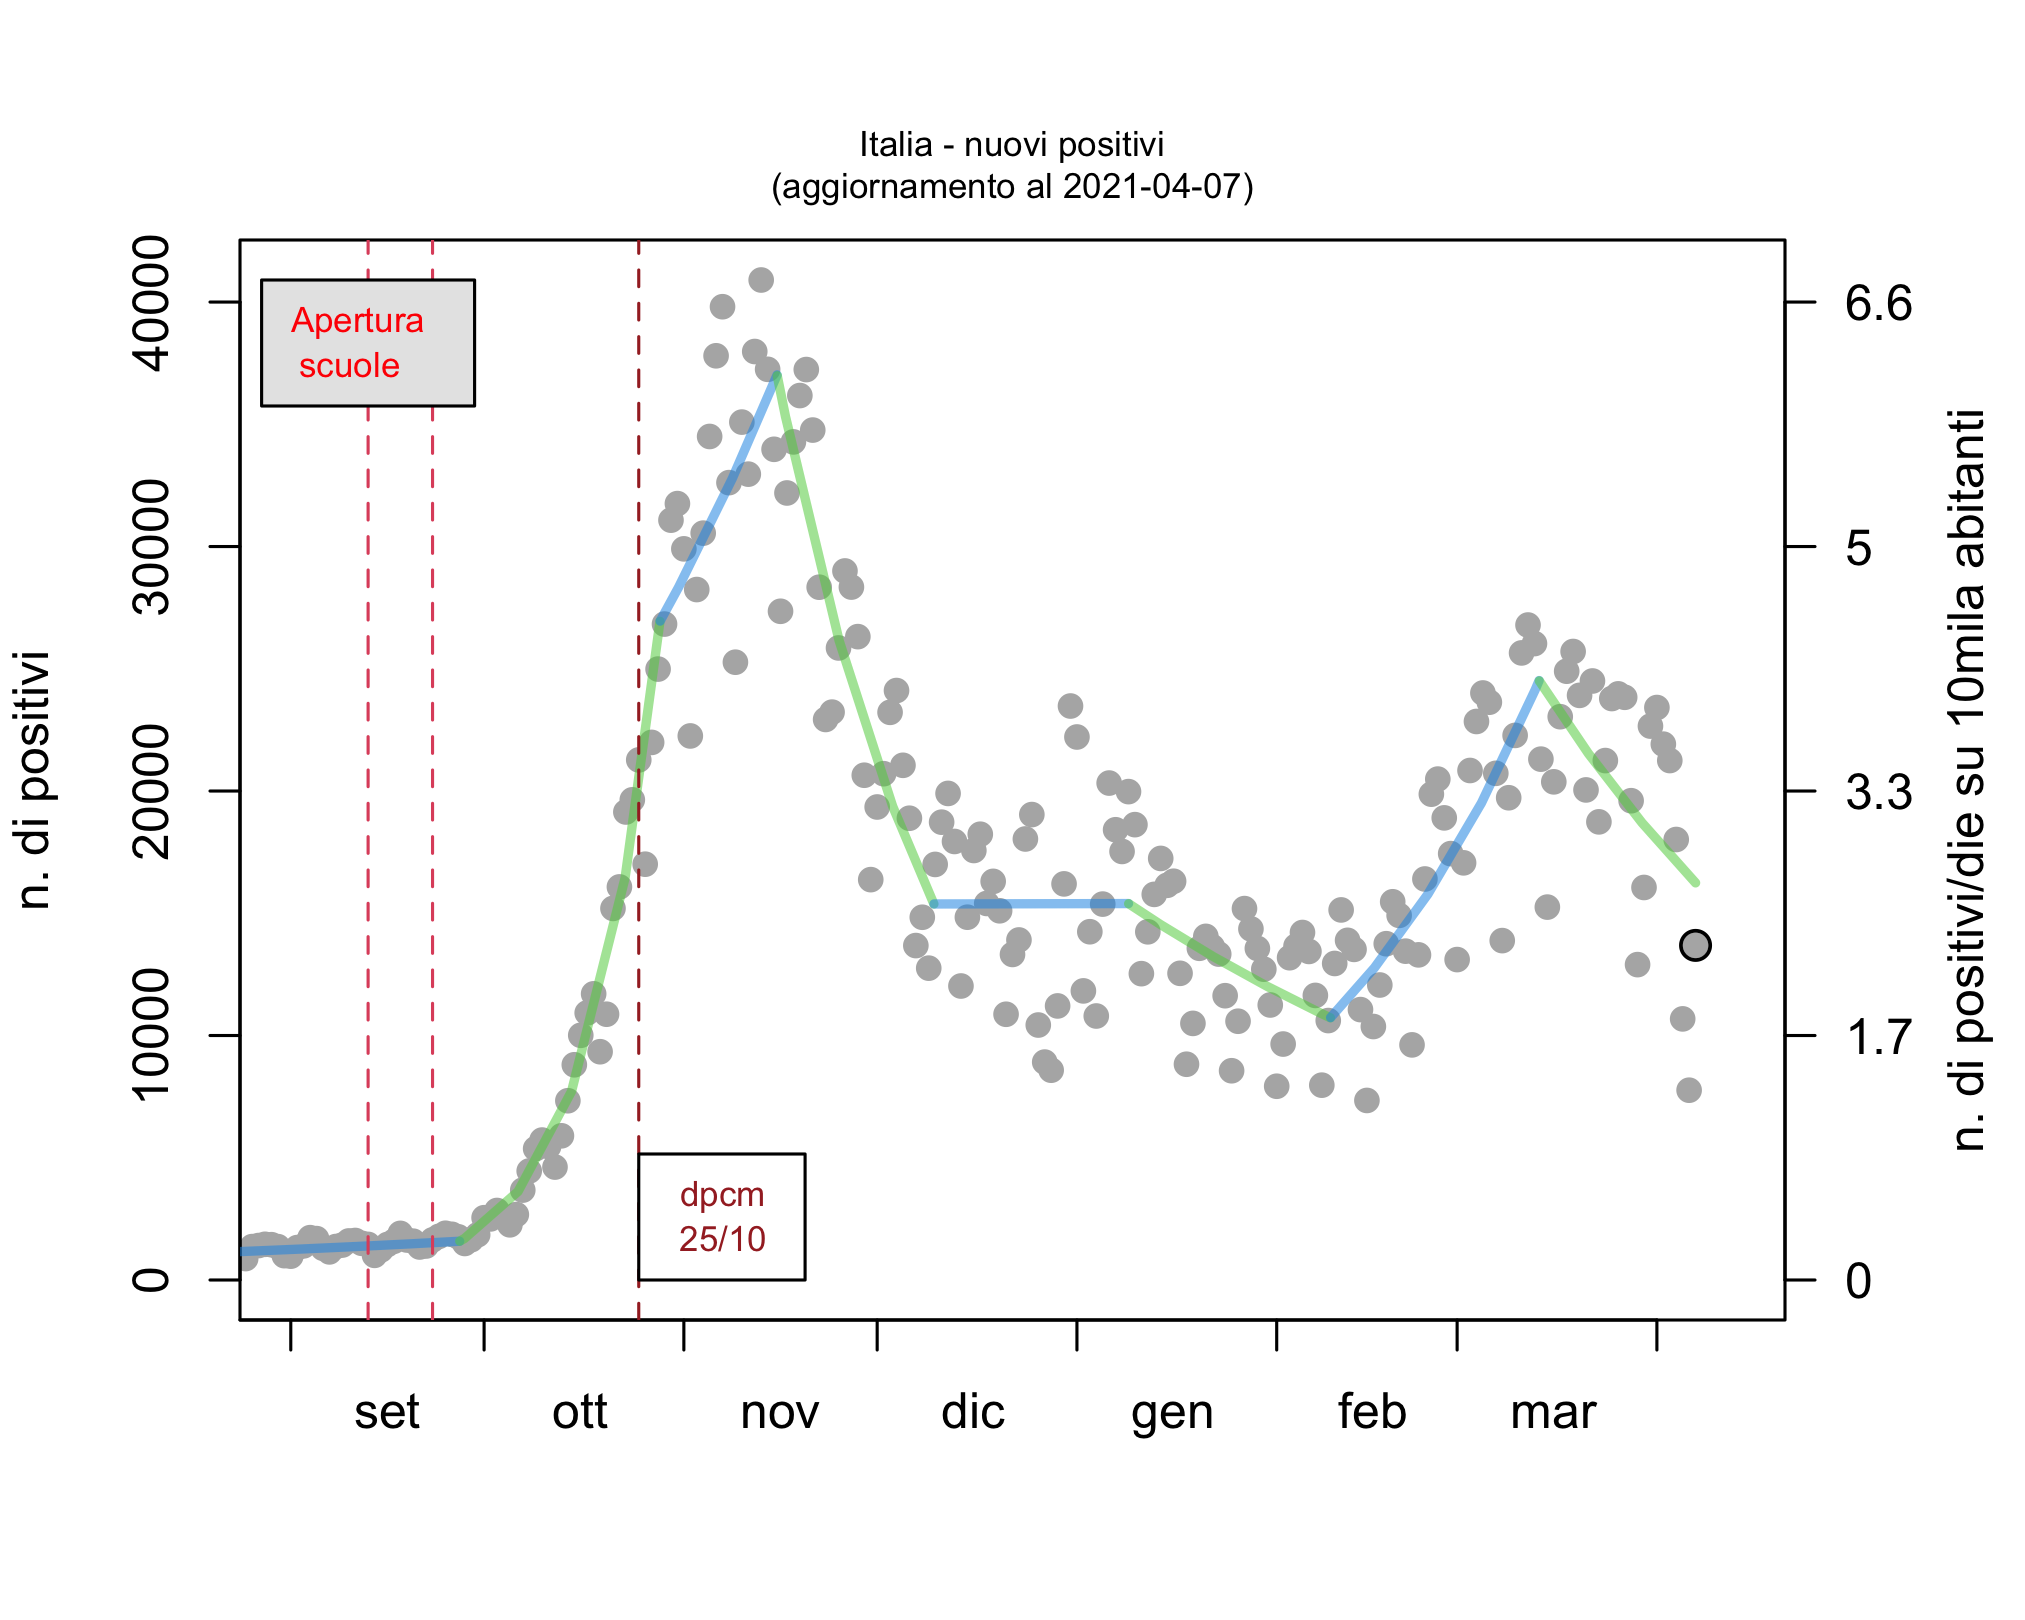 Italia - nuovi positivi
(aggiornamento al 2021-04-07)
n. di positivi
40000
30000
20000
10000
0
Apertura
scuole
dpcm
25/10
6.6
5
3.3
1.7
0
n. di positivi/die su 10mila abitanti
set ott nov dic gen feb mar